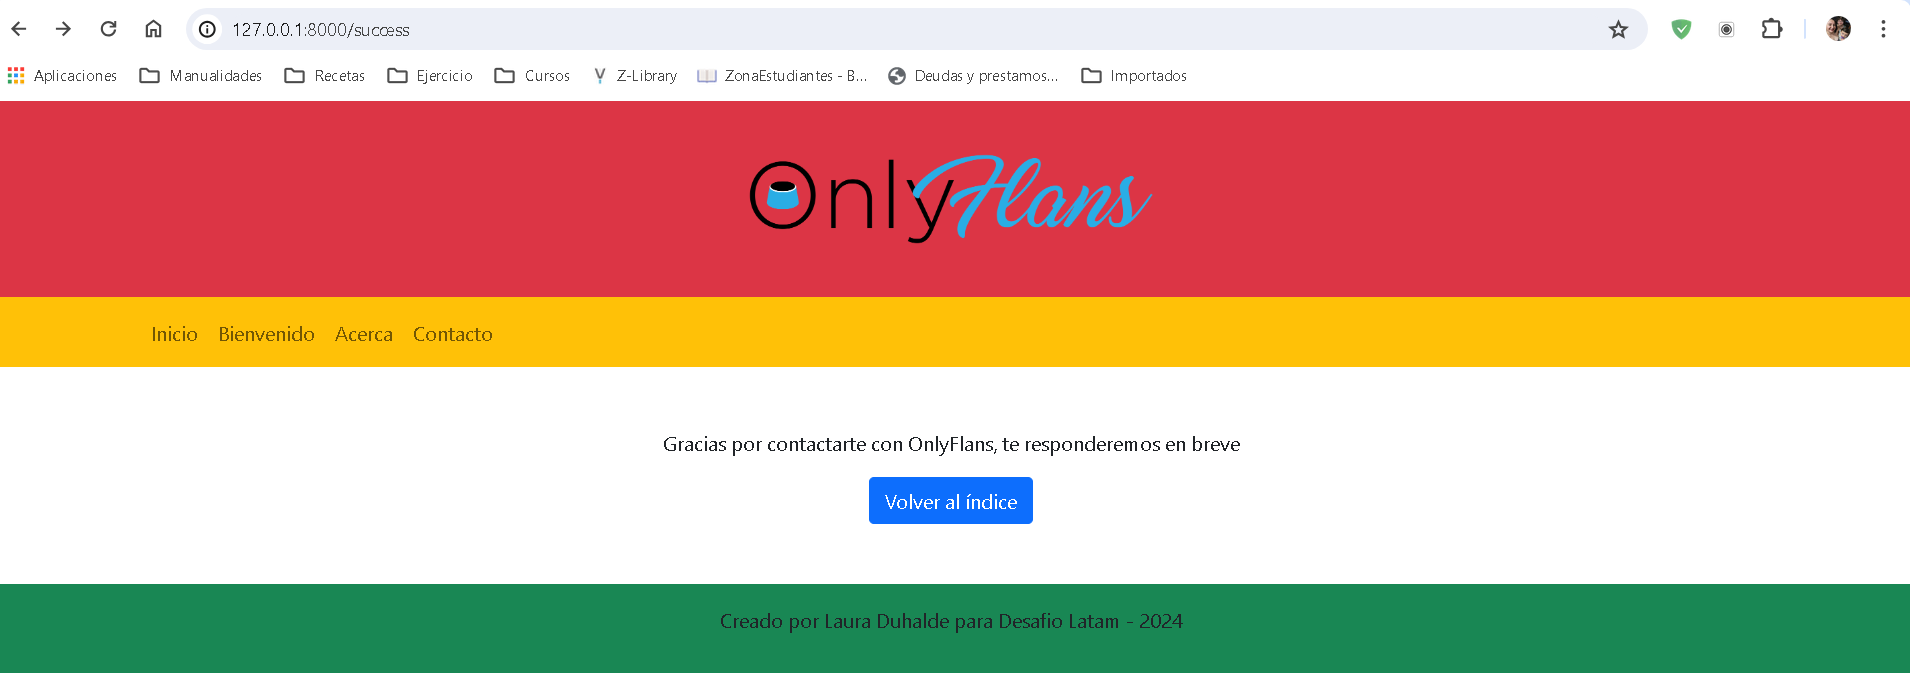 127.0.0.1:8000/success
Aplicaciones Manualidades Recetas Ejercicio Cursos Z-Library ZonaEstudiantes - B... Deudas y prestamos... Importados
OnlyFlans
Inicio Bienvenido Acerca Contacto
Gracias por contactarte con OnlyFlans, te responderemos en breve
Volver al índice
Creado por Laura Duhalde para Desafio Latam - 2024